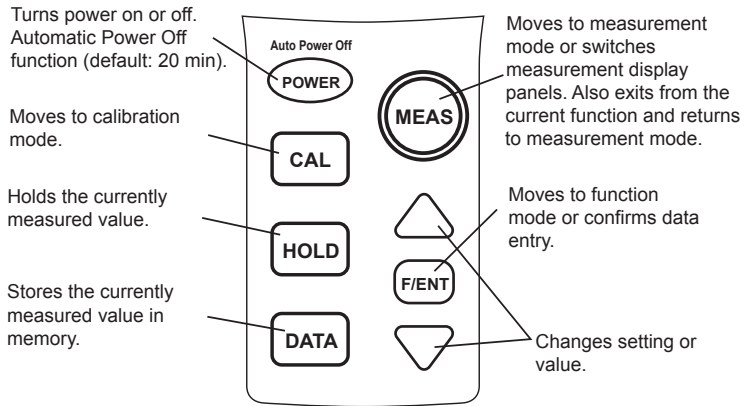 Turns power on or off.
Automatic Power Off
function (default: 20 min).
Moves to calibration
mode.
Holds the currently
measured value.
Stores the currently
measured value in
memory.
Auto Power Off
POWER
CAL
HOLD
DATA
MEAS
F/ENT
Moves to measurement
mode or switches
measurement display
panels. Also exits from the
current function and returns
to measurement mode.
Moves to function
mode or confirms data
entry.
Changes setting or
value.